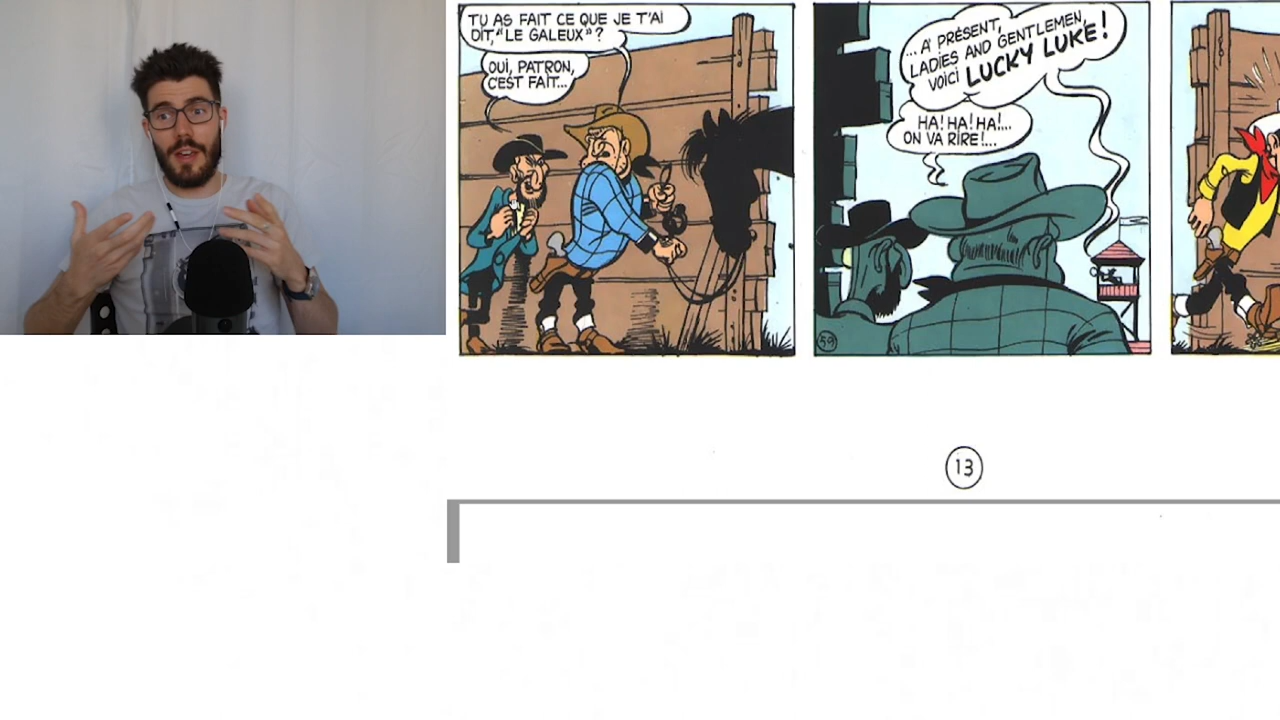 TU AS FAIT CE QUE JE T'AI
DIT, "LE GALEUX" ?
OUI, PATRON,
C'EST FAIT...
...A' PRÉSENT,
LADIES AND GENTLEMEN,
VOICI LUCKY LUKE !
HA! HA! HA!...
ON VA RIRE!...
59
13